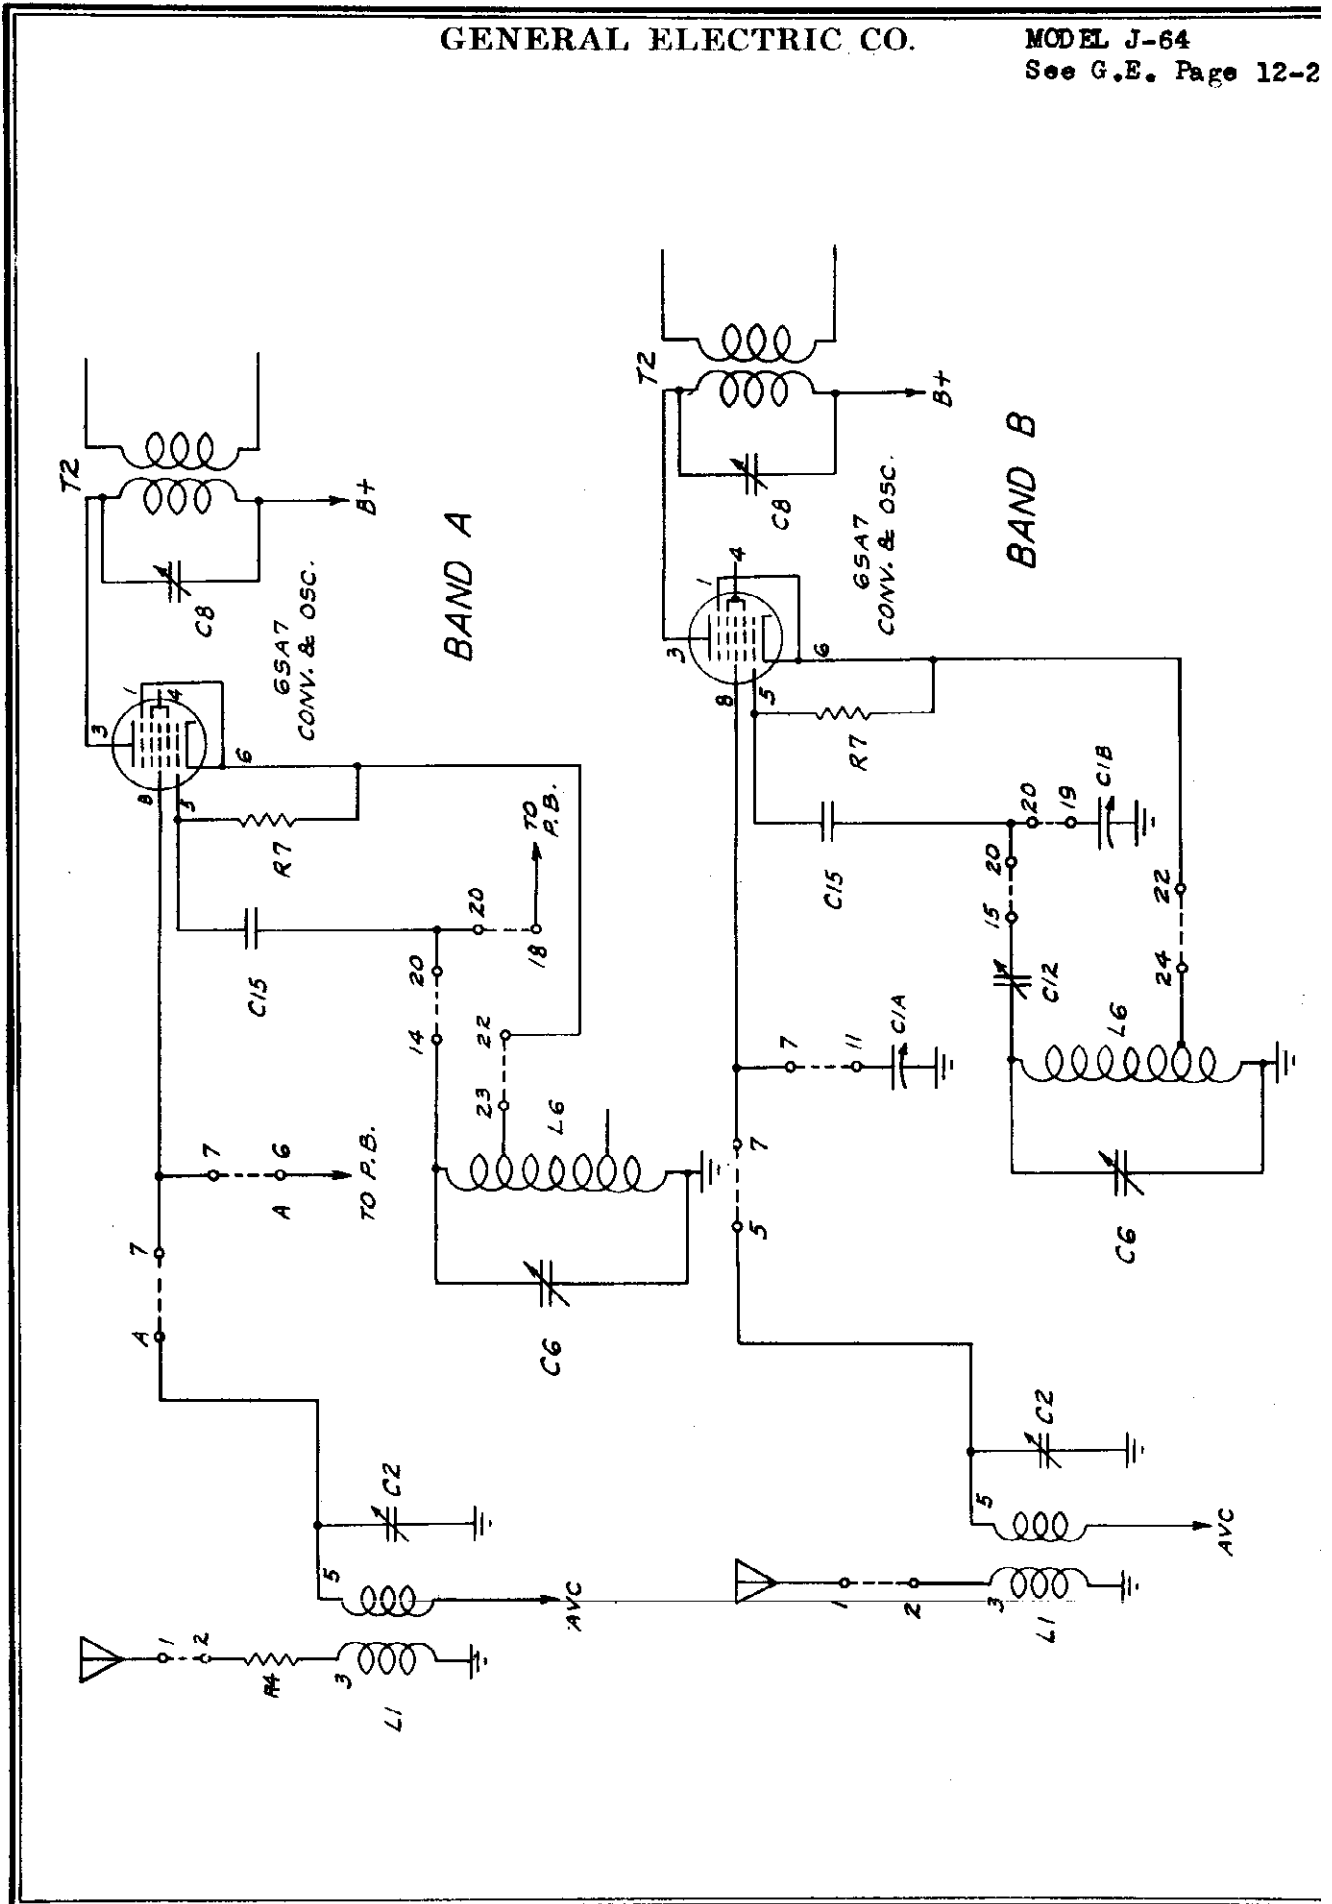 GENERAL ELECTRIC CO.
MODEL J-64
See G.E. Page 12-2
T2
C8
B+
6SA7
CONV. & OSC.
BAND A
3
1
4
8
5
6
R7
C15
20
18
TO
P.B.
20
14
22
23
L6
C6
7
6
A
TO P.B.
7
A
C2
5
AVC
1
2
R4
3
L1
T2
C8
B+
6SA7
CONV. & OSC.
BAND B
3
1
4
8
5
6
R7
C15
20
19
C1B
20
15
C12
22
24
L6
C6
7
11
C1A
7
5
C2
5
AVC
1
2
3
L1